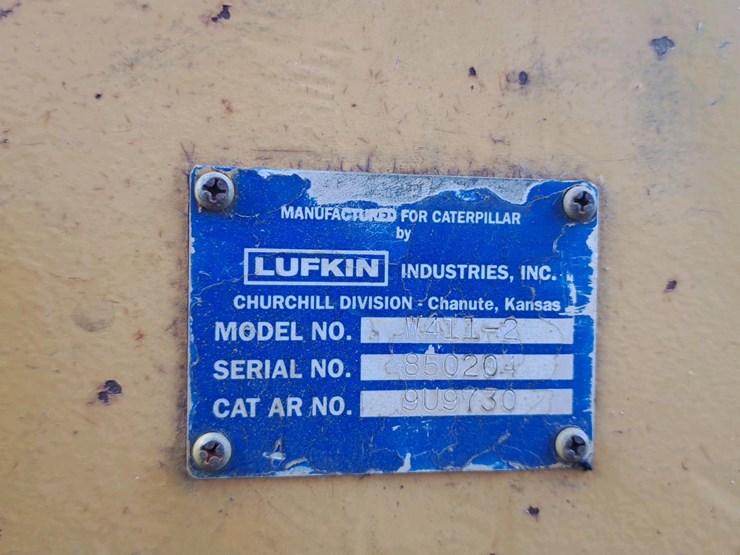 MANUFACTURED FOR CATERPILLAR
by
LUFKIN INDUSTRIES, INC.
CHURCHILL DIVISION - Chanute, Kansas
MODEL NO. W411-2
SERIAL NO. 850204
CAT AR NO. 9U9730